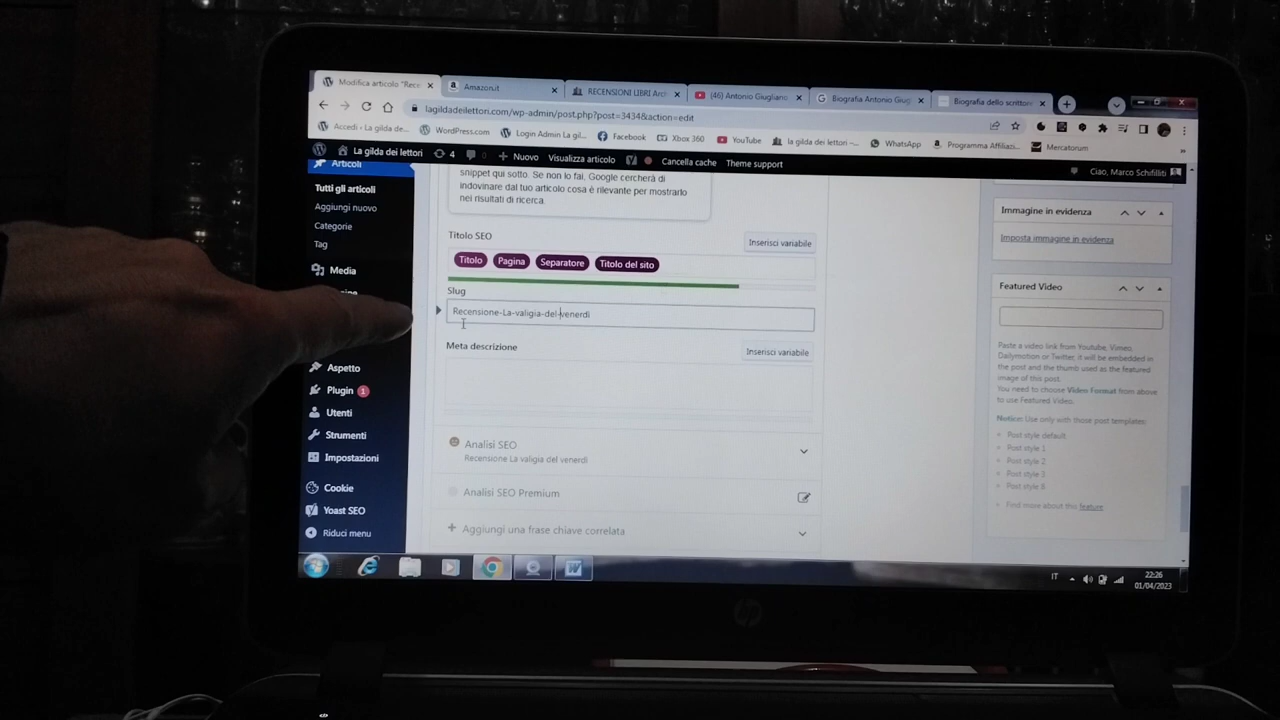 Modifica articolo "Rece
Amazon.it
RECENSIONI LIBRI Arc
(46) Antonio Giugliano
Biografia Antonio Giug
Biografia dello scrittore
lagildadeilettori.com/wp-admin/post.php?post=3434&action=edit
Accedi ‹ La gilda de...
WordPress.com
Login Admin La gil...
Facebook
Xbox 360
YouTube
la gilda dei lettori –...
WhatsApp
Programma Affiliazi...
Mercatorum
La gilda dei lettori
4
0
Nuovo
Visualizza articolo
Cancella cache
Theme support
Ciao, Marco Schifilliti
Articoli
Tutti gli articoli
Aggiungi nuovo
Categorie
Tag
Media
Aspetto
Plugin 1
Utenti
Strumenti
Impostazioni
Cookie
Yoast SEO
Riduci menu
snippet qui sotto. Se non lo fai, Google cercherà di
indovinare dal tuo articolo cosa è rilevante per mostrarlo
nei risultati di ricerca.
Titolo SEO
Inserisci variabile
Titolo Pagina Separatore Titolo del sito
Slug
Recensione-La-valigia-del-venerdì
Meta descrizione
Inserisci variabile
Analisi SEO
Recensione La valigia del venerdì
Analisi SEO Premium
Aggiungi una frase chiave correlata
Immagine in evidenza
Imposta immagine in evidenza
Featured Video
Paste a video link from Youtube, Vimeo,
Dailymotion or Twitter, it will be embedded in
the post and the thumb used as the featured
image of this post.
You need to choose Video Format from above
to use Featured Video.
Notice: Use only with those post templates:
Post style default
Post style 1
Post style 2
Post style 3
Post style 6
Find more about this feature
IT
22:26
01/04/2023
hp